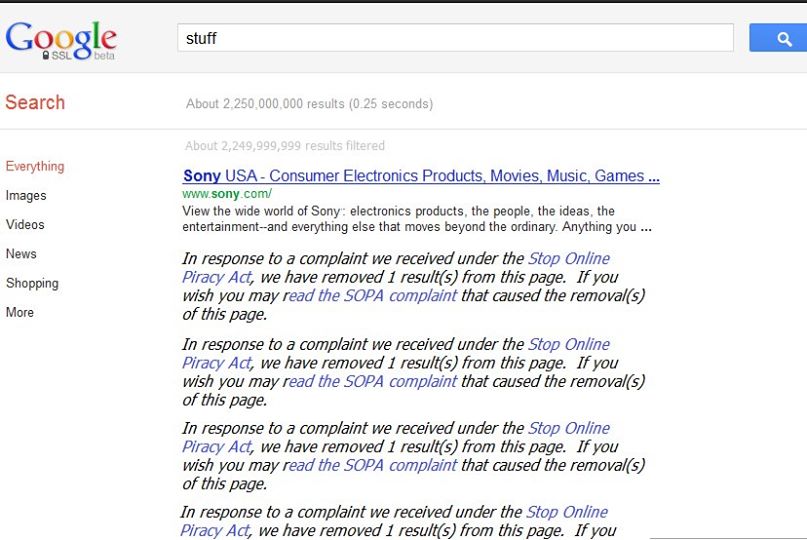 Google
SSL beta
stuff
Search
About 2,250,000,000 results (0.25 seconds)
About 2,249,999,999 results filtered
Everything
Images
Videos
News
Shopping
More
Sony USA - Consumer Electronics Products, Movies, Music, Games ...
www.sony.com/
View the wide world of Sony: electronics products, the people, the ideas, the
entertainment--and everything else that moves beyond the ordinary. Anything you ...
In response to a complaint we received under the Stop Online
Piracy Act, we have removed 1 result(s) from this page. If you
wish you may read the SOPA complaint that caused the removal(s)
of this page.
In response to a complaint we received under the Stop Online
Piracy Act, we have removed 1 result(s) from this page. If you
wish you may read the SOPA complaint that caused the removal(s)
of this page.
In response to a complaint we received under the Stop Online
Piracy Act, we have removed 1 result(s) from this page. If you
wish you may read the SOPA complaint that caused the removal(s)
of this page.
In response to a complaint we received under the Stop Online
Piracy Act, we have removed 1 result(s) from this page. If you